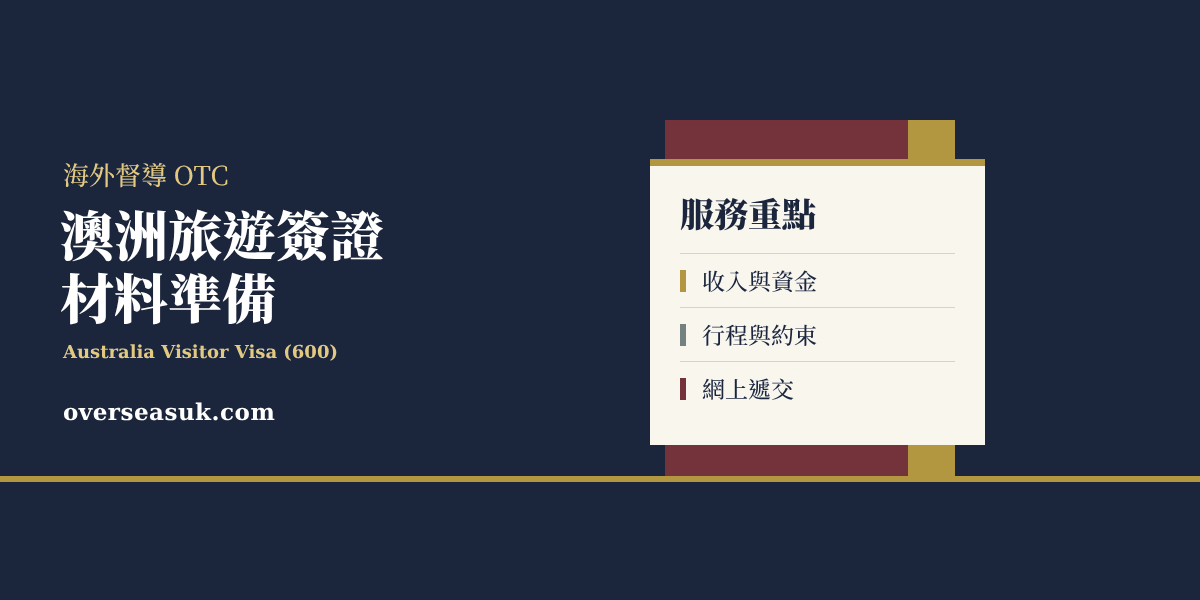 海外督導 OTC
澳洲旅遊簽證
材料準備
Australia Visitor Visa (600)
overseasuk.com
服務重點
收入與資金
行程與約束
網上遞交